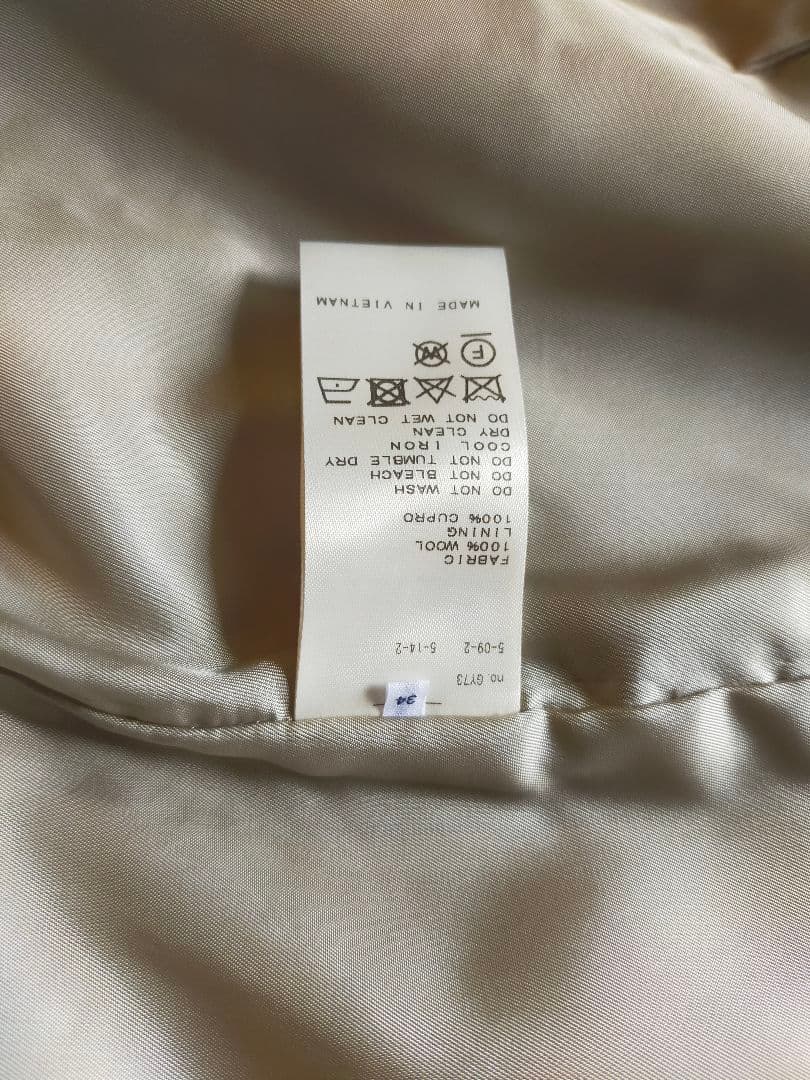 34
no GY73
5-09-2 5-14-2
FABRIC
100% WOOL
LINING
100% CUPRO
DO NOT WASH
DO NOT BLEACH
DO NOT TUMBLE DRY
COOL IRON
DRY CLEAN
DO NOT WET CLEAN
F W
MADE IN VIETNAM